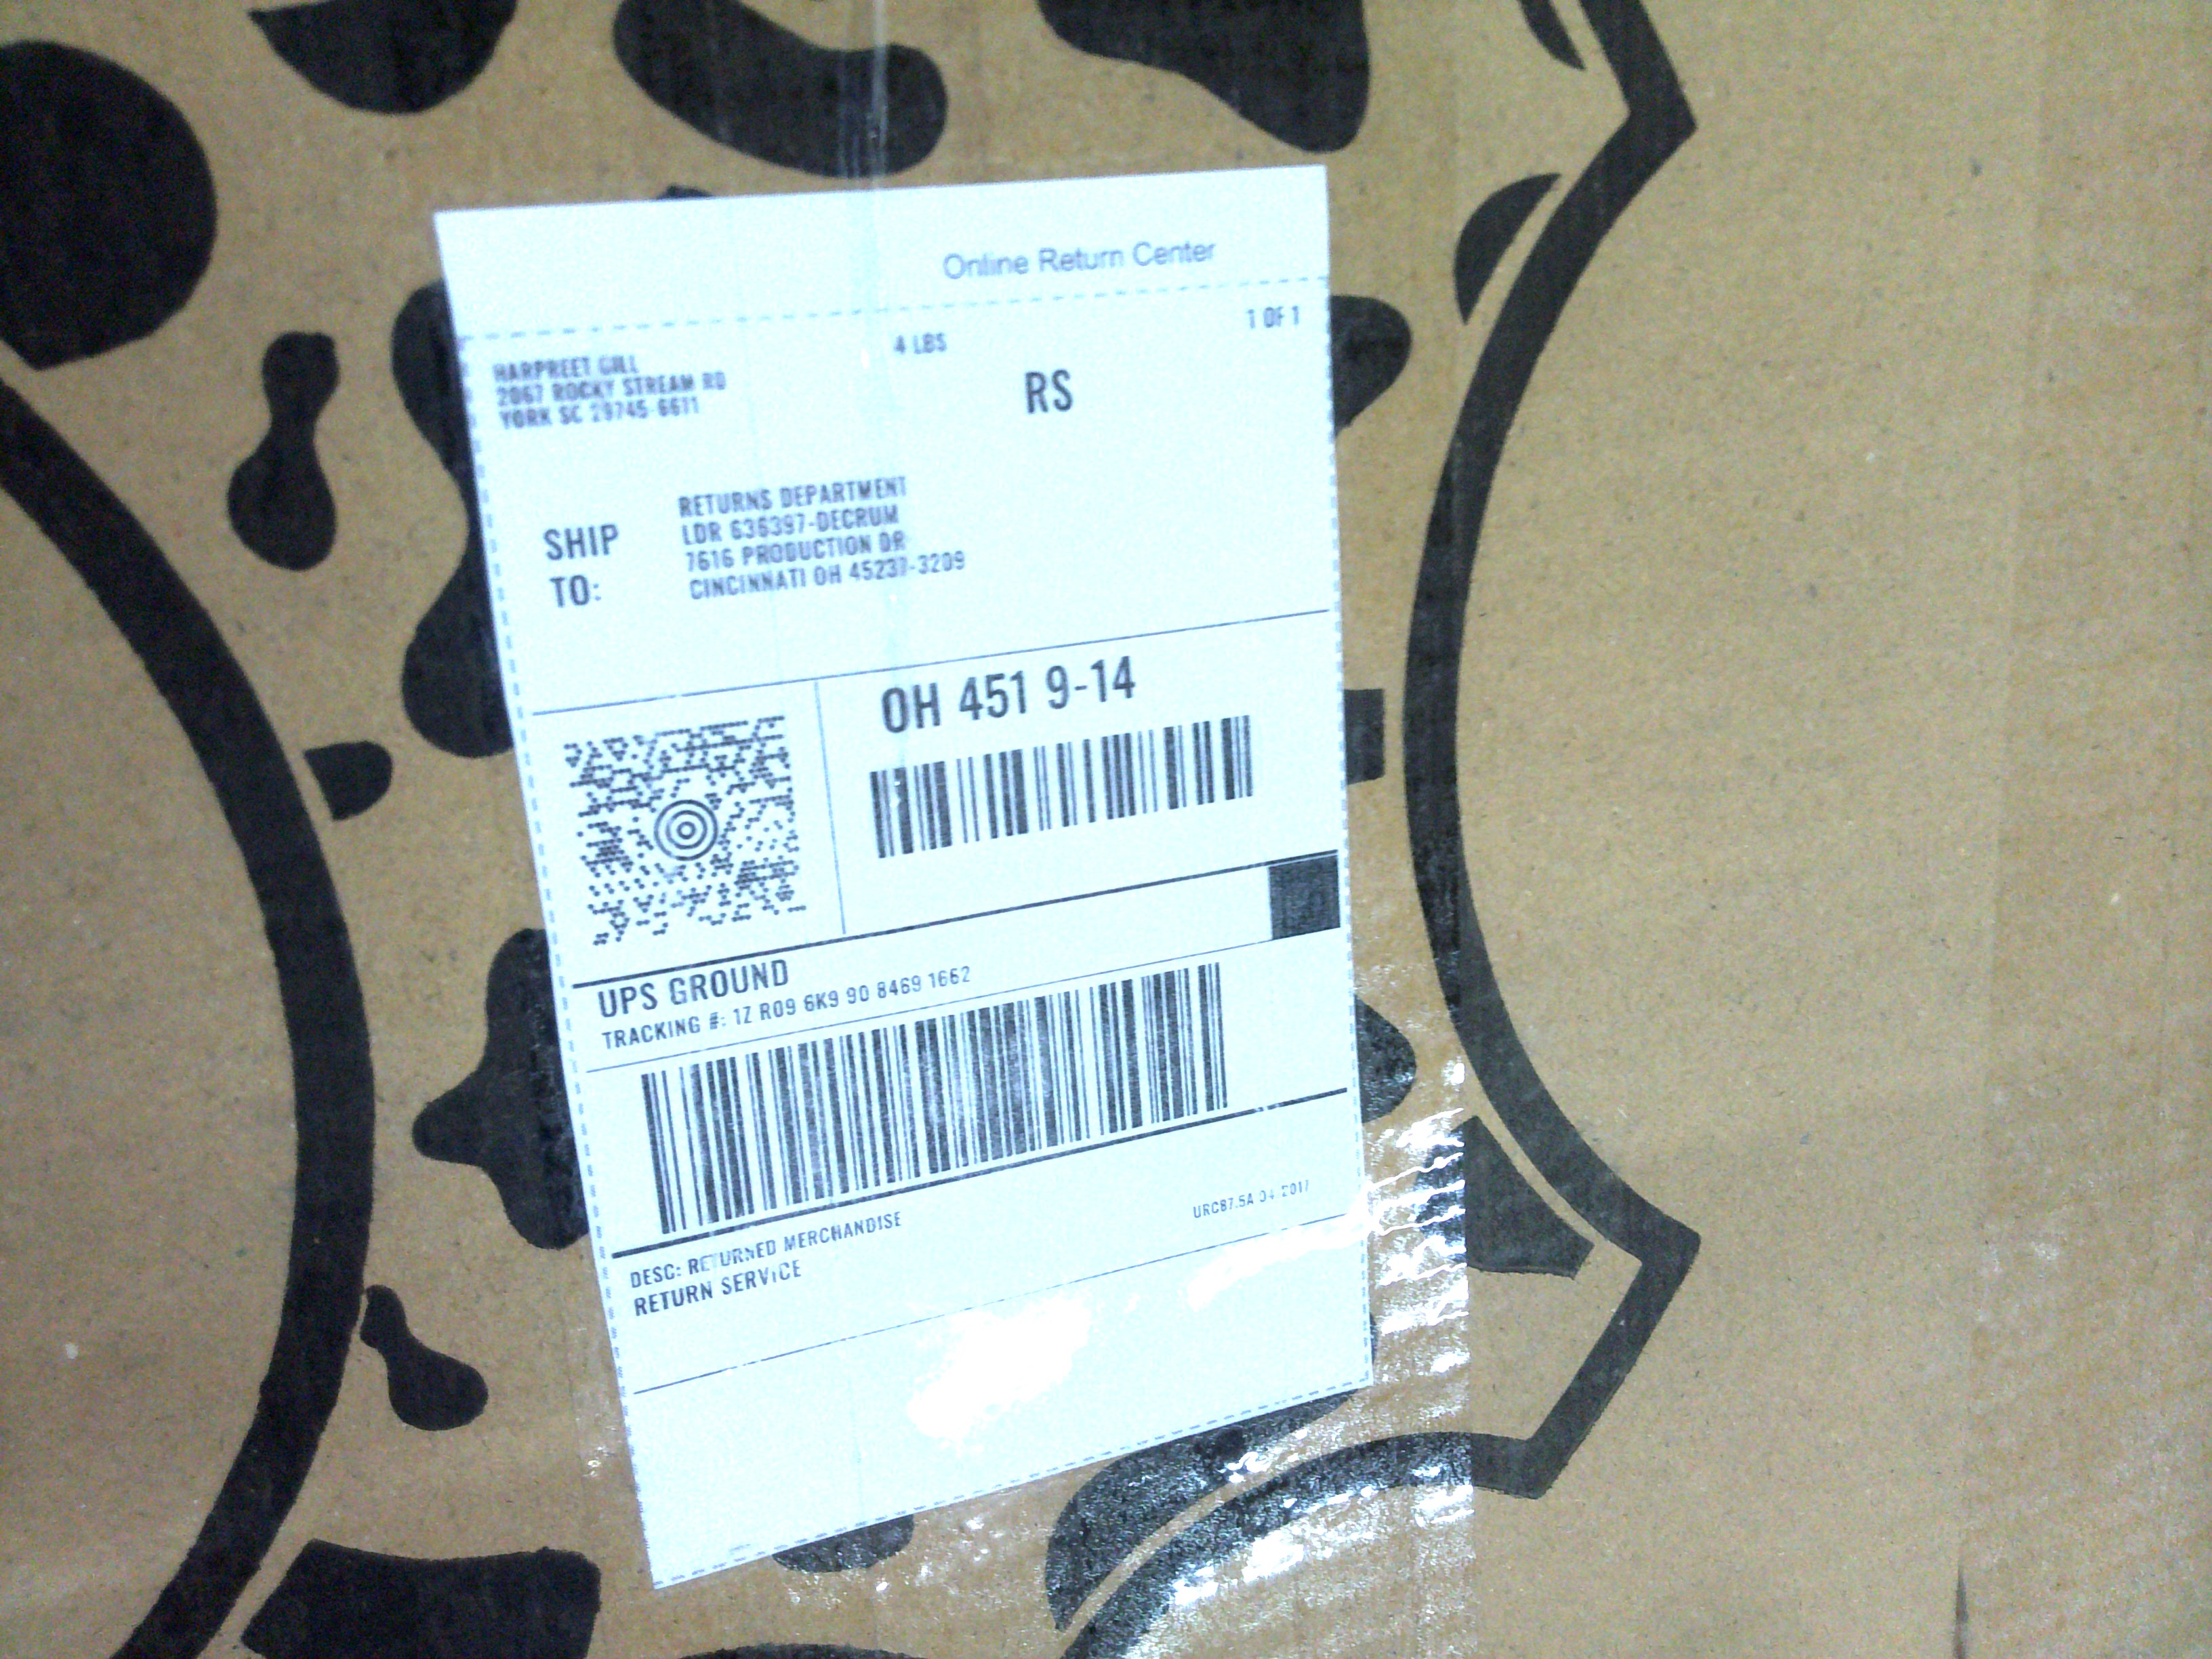 Online Return Center
1 OF 1
4 LBS
RS
HARPREET GILL
2067 ROCKY STREAM RD
YORK SC 29745-6611
SHIP TO:
RETURNS DEPARTMENT
LDR 636397-DECRUM
7616 PRODUCTION DR
CINCINNATI OH 45237-3209
OH 451 9-14
UPS GROUND
TRACKING #: 1Z R09 6K9 90 8469 1662
DESC: RETURNED MERCHANDISE
RETURN SERVICE
URC87.5A 04 2017